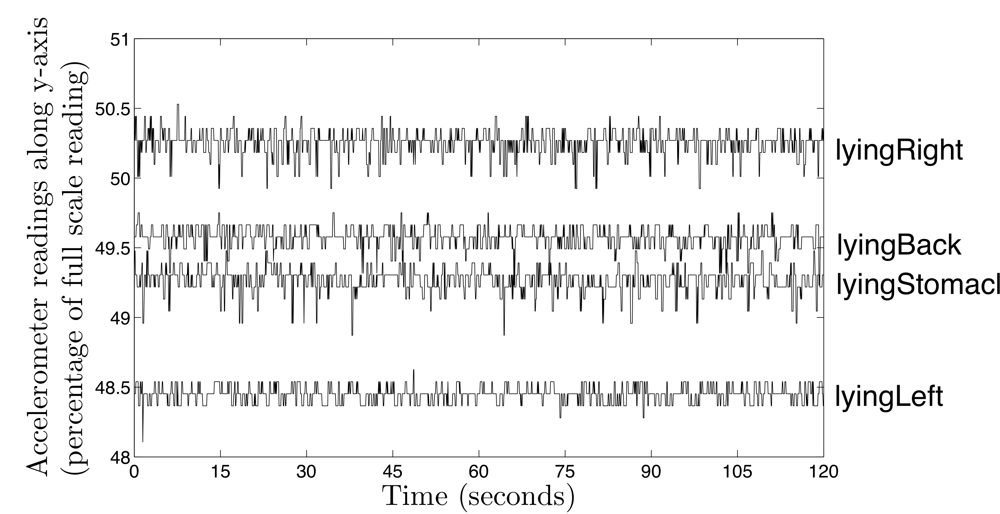 Accelerometer readings along y-axis
(percentage of full scale reading)
51
50.5
50
49.5
49
48.5
48
0 15 30 45 60 75 90 105 120
Time (seconds)
lyingRight
lyingBack
lyingStomac
lyingLeft